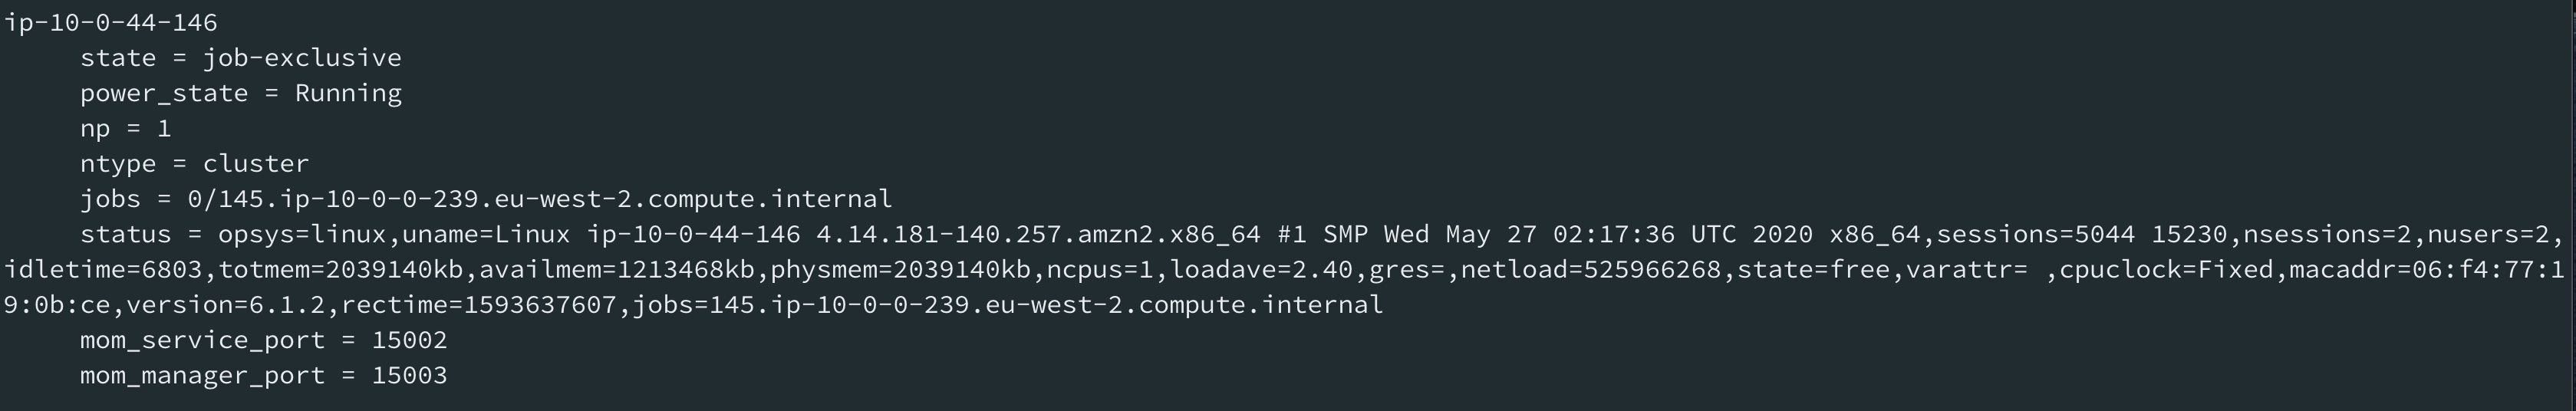 ip-10-0-44-146
     state = job-exclusive
     power_state = Running
     np = 1
     ntype = cluster
     jobs = 0/145.ip-10-0-0-239.eu-west-2.compute.internal
     status = opsys=linux,uname=Linux ip-10-0-44-146 4.14.181-140.257.amzn2.x86_64 #1 SMP Wed May 27 02:17:36 UTC 2020 x86_64,sessions=5044 15230,nsessions=2,nusers=2,
idletime=6803,totmem=2039140kb,availmem=1213468kb,physmem=2039140kb,ncpus=1,loadave=2.40,gres=,netload=525966268,state=free,varattr= ,cpuclock=Fixed,macaddr=06:f4:77:1
9:0b:ce,version=6.1.2,rectime=1593637607,jobs=145.ip-10-0-0-239.eu-west-2.compute.internal
     mom_service_port = 15002
     mom_manager_port = 15003